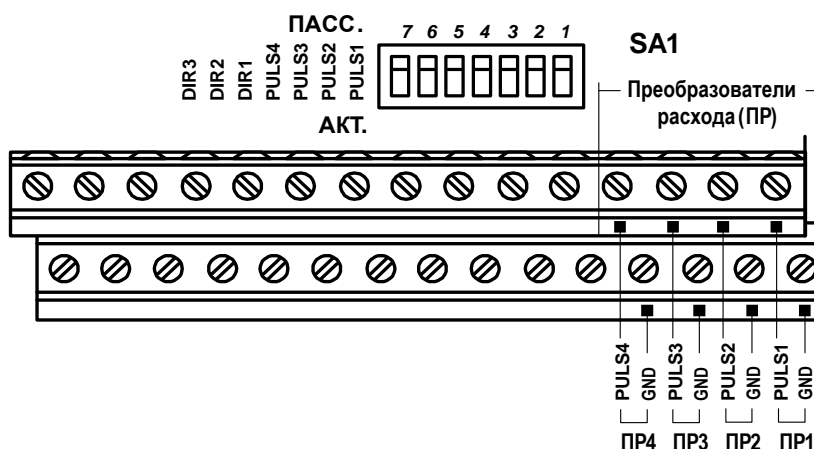 ПАСС.
7 6 5 4 3 2 1
SA1
DIR3
DIR2
DIR1
PULS4
PULS3
PULS2
PULS1
АКТ.
Преобразователи
расхода (ПР)
PULS4
GND
PULS3
GND
PULS2
GND
PULS1
GND
ПР4 ПР3 ПР2 ПР1